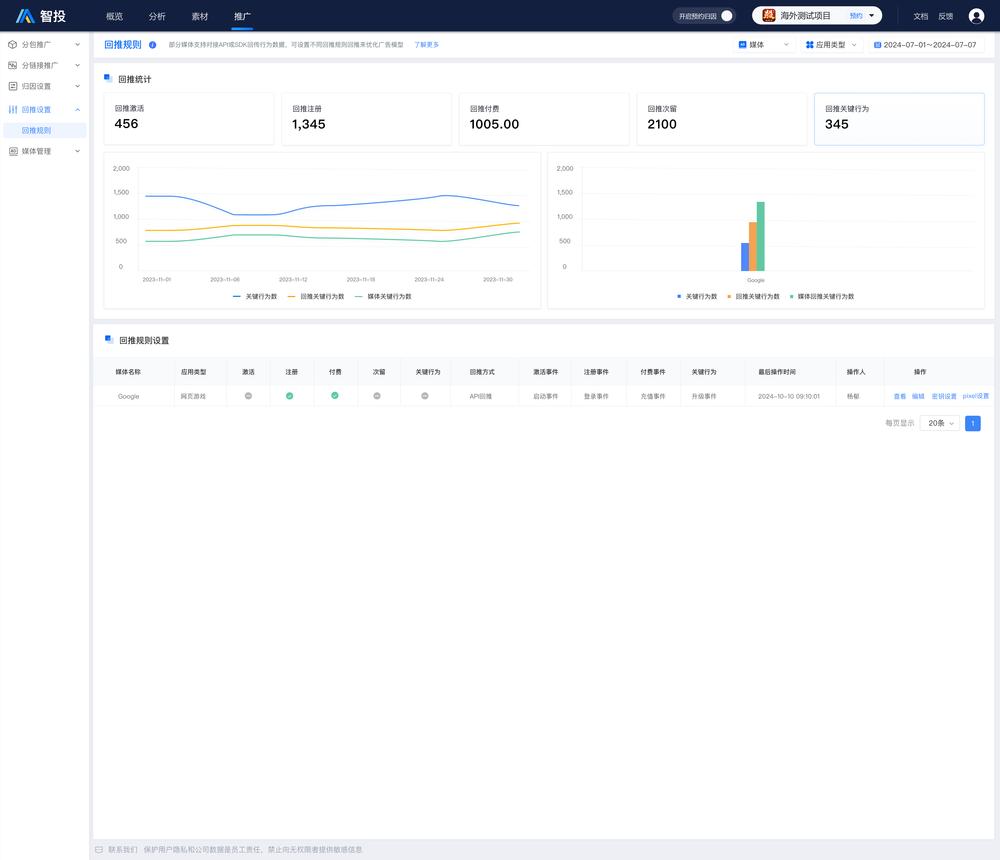 智投 概览 分析 素材 推广 开启预约归因 海外测试项目 预约 文档 反馈
分包推广
分链接推广
归因设置
回推设置
回推规则
媒体管理
回推规则 部分媒体支持对接API或SDK回传行为数据，可设置不同回推规则回推来优化广告模型 了解更多 AD 媒体 应用类型 2024-07-01～2024-07-07
回推统计
回推激活
456
回推注册
1,345
回推付费
1005.00
回推次留
2100
回推关键行为
345
2,000
1,500
1,000
500
0
2023-11-01 2023-11-06 2023-11-12 2023-11-18 2023-11-24 2023-11-30
关键行为数 回推关键行为数 媒体关键行为数
2,000
1,500
1,000
500
0
Google
关键行为数 回推关键行为数 媒体回推关键行为数
回推规则设置
媒体名称 应用类型 激活 注册 付费 次留 关键行为 回推方式 激活事件 注册事件 付费事件 关键行为 最后操作时间 操作人 操作
Google 网页游戏 API回推 启动事件 登录事件 充值事件 升级事件 2024-10-10 09:10:01 杨郁 查看 编辑 密钥设置 pixel设置
每页显示 20条 1
联系我们 保护用户隐私和公司数据是员工责任，禁止向无权限者提供敏感信息